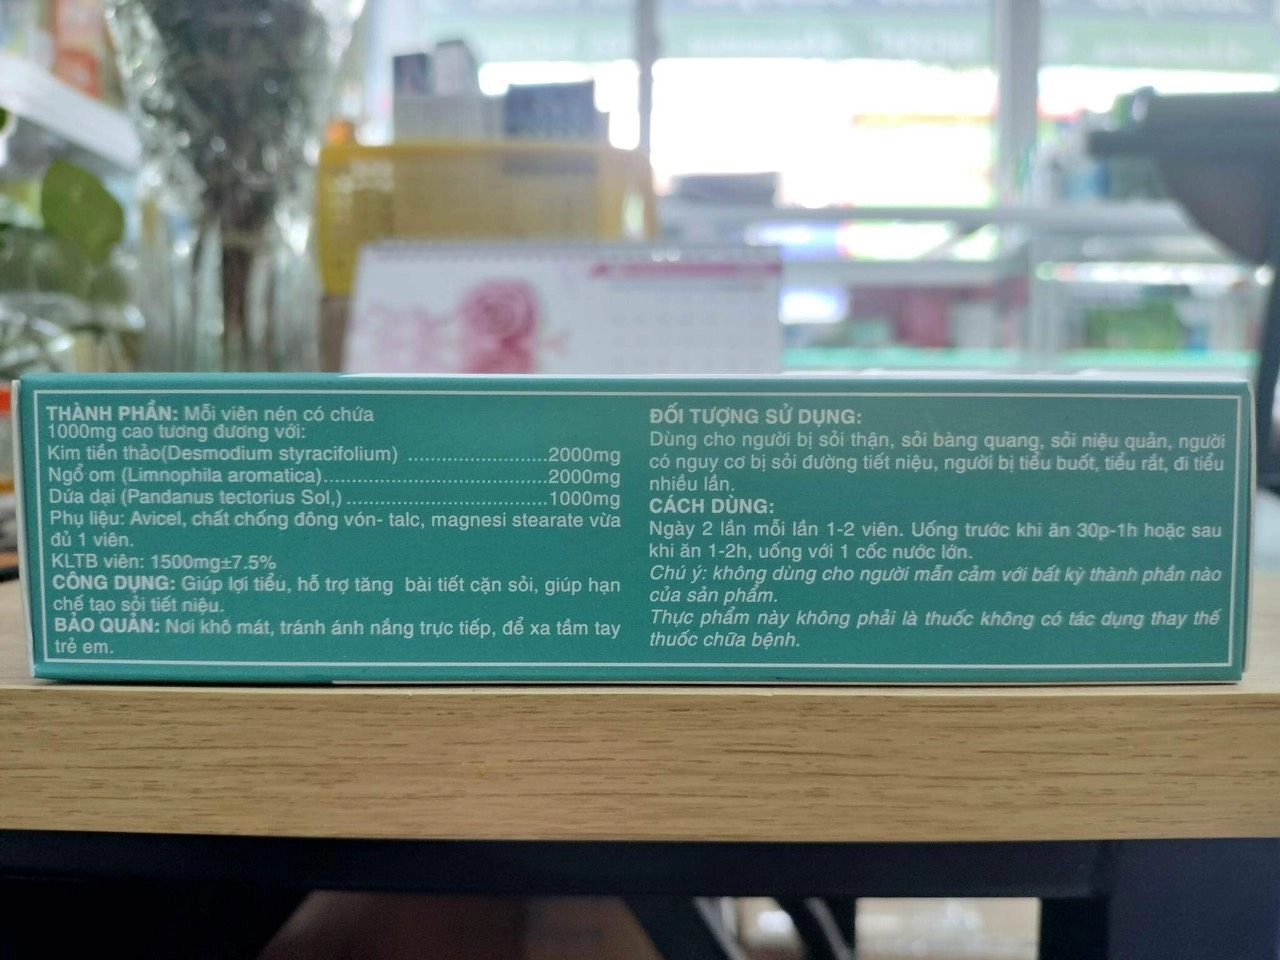 THÀNH PHẦN: Mỗi viên nén có chứa
1000mg cao tương đương với:
Kim tiền thảo(Desmodium styracifolium) ......................2000mg
Ngổ om (Limnophila aromatica)....................................2000mg
Dứa dại (Pandanus tectorius Sol,)................................1000mg
Phụ liệu: Avicel, chất chống đông vón- talc, magnesi stearate vừa
đủ 1 viên.
KLTB viên: 1500mg±7.5%
CÔNG DỤNG: Giúp lợi tiểu, hỗ trợ tăng bài tiết cặn sỏi, giúp hạn
chế tạo sỏi tiết niệu.
BẢO QUẢN: Nơi khô mát, tránh ánh nắng trực tiếp, để xa tầm tay
trẻ em.
ĐỐI TƯỢNG SỬ DỤNG:
Dùng cho người bị sỏi thận, sỏi bàng quang, sỏi niệu quản, người
có nguy cơ bị sỏi đường tiết niệu, người bị tiểu buốt, tiểu rắt, đi tiểu
nhiều lần.
CÁCH DÙNG:
Ngày 2 lần mỗi lần 1-2 viên. Uống trước khi ăn 30p-1h hoặc sau
khi ăn 1-2h, uống với 1 cốc nước lớn.
Chú ý: không dùng cho người mẫn cảm với bất kỳ thành phần nào
của sản phẩm.
Thực phẩm này không phải là thuốc không có tác dụng thay thế
thuốc chữa bệnh.